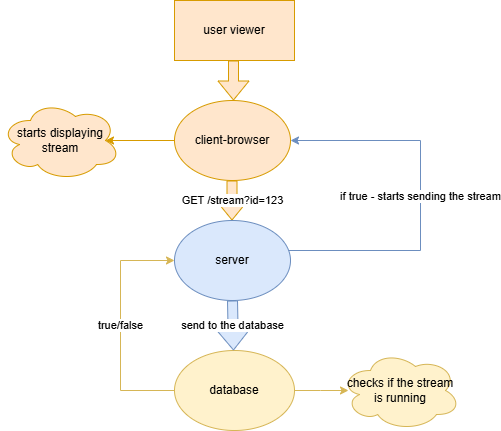 user viewer
client-browser
starts displaying
stream
GET /stream?id=123
if true - starts sending the stream
server
true/false
send to the database
database
checks if the stream
is running